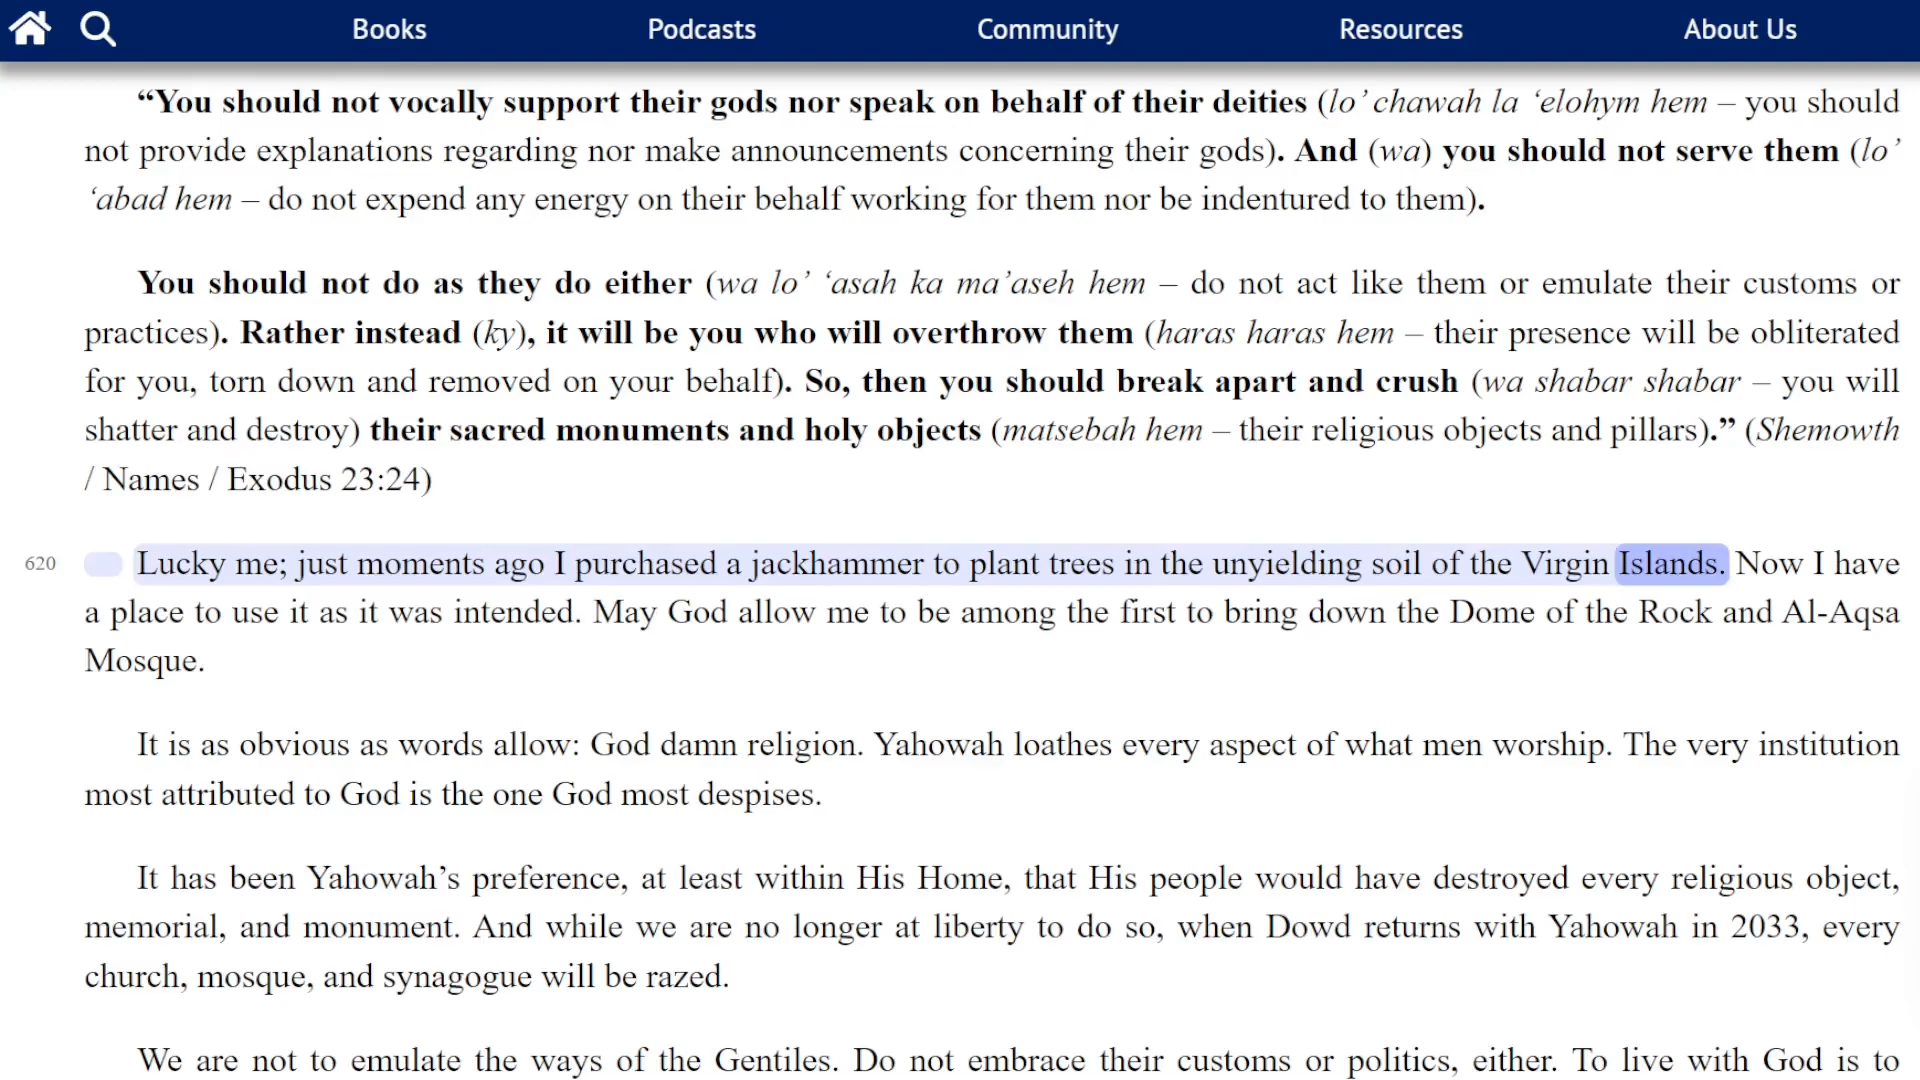 Books Podcasts Community Resources About Us
“You should not vocally support their gods nor speak on behalf of their deities (lo’ chawah la ‘elohym hem – you should
not provide explanations regarding nor make announcements concerning their gods). And (wa) you should not serve them (lo’
‘abad hem – do not expend any energy on their behalf working for them nor be indentured to them).
You should not do as they do either (wa lo’ ‘asah ka ma’aseh hem – do not act like them or emulate their customs or
practices). Rather instead (ky), it will be you who will overthrow them (haras haras hem – their presence will be obliterated
for you, torn down and removed on your behalf). So, then you should break apart and crush (wa shabar shabar – you will
shatter and destroy) their sacred monuments and holy objects (matsebah hem – their religious objects and pillars).” (Shemowth
/ Names / Exodus 23:24)
620 Lucky me; just moments ago I purchased a jackhammer to plant trees in the unyielding soil of the Virgin Islands. Now I have
a place to use it as it was intended. May God allow me to be among the first to bring down the Dome of the Rock and Al-Aqsa
Mosque.
It is as obvious as words allow: God damn religion. Yahowah loathes every aspect of what men worship. The very institution
most attributed to God is the one God most despises.
It has been Yahowah’s preference, at least within His Home, that His people would have destroyed every religious object,
memorial, and monument. And while we are no longer at liberty to do so, when Dowd returns with Yahowah in 2033, every
church, mosque, and synagogue will be razed.
We are not to emulate the ways of the Gentiles. Do not embrace their customs or politics, either. To live with God is to